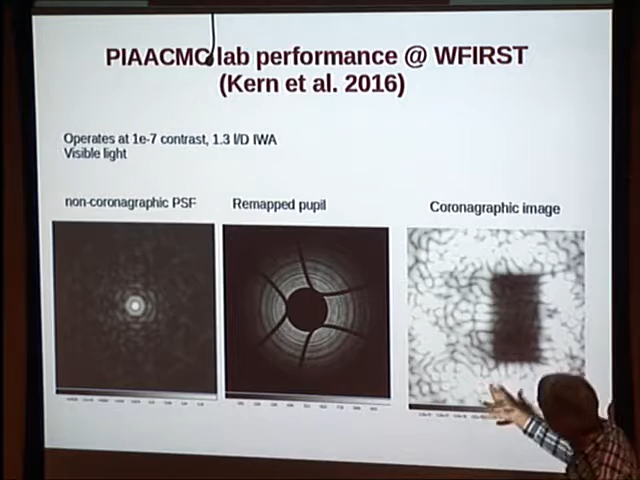 PIAACMC lab performance @ WFIRST
(Kern et al. 2016)
Operates at 1e-7 contrast, 1.3 l/D IWA
Visible light
non-coronagraphic PSF
Remapped pupil
Coronagraphic image